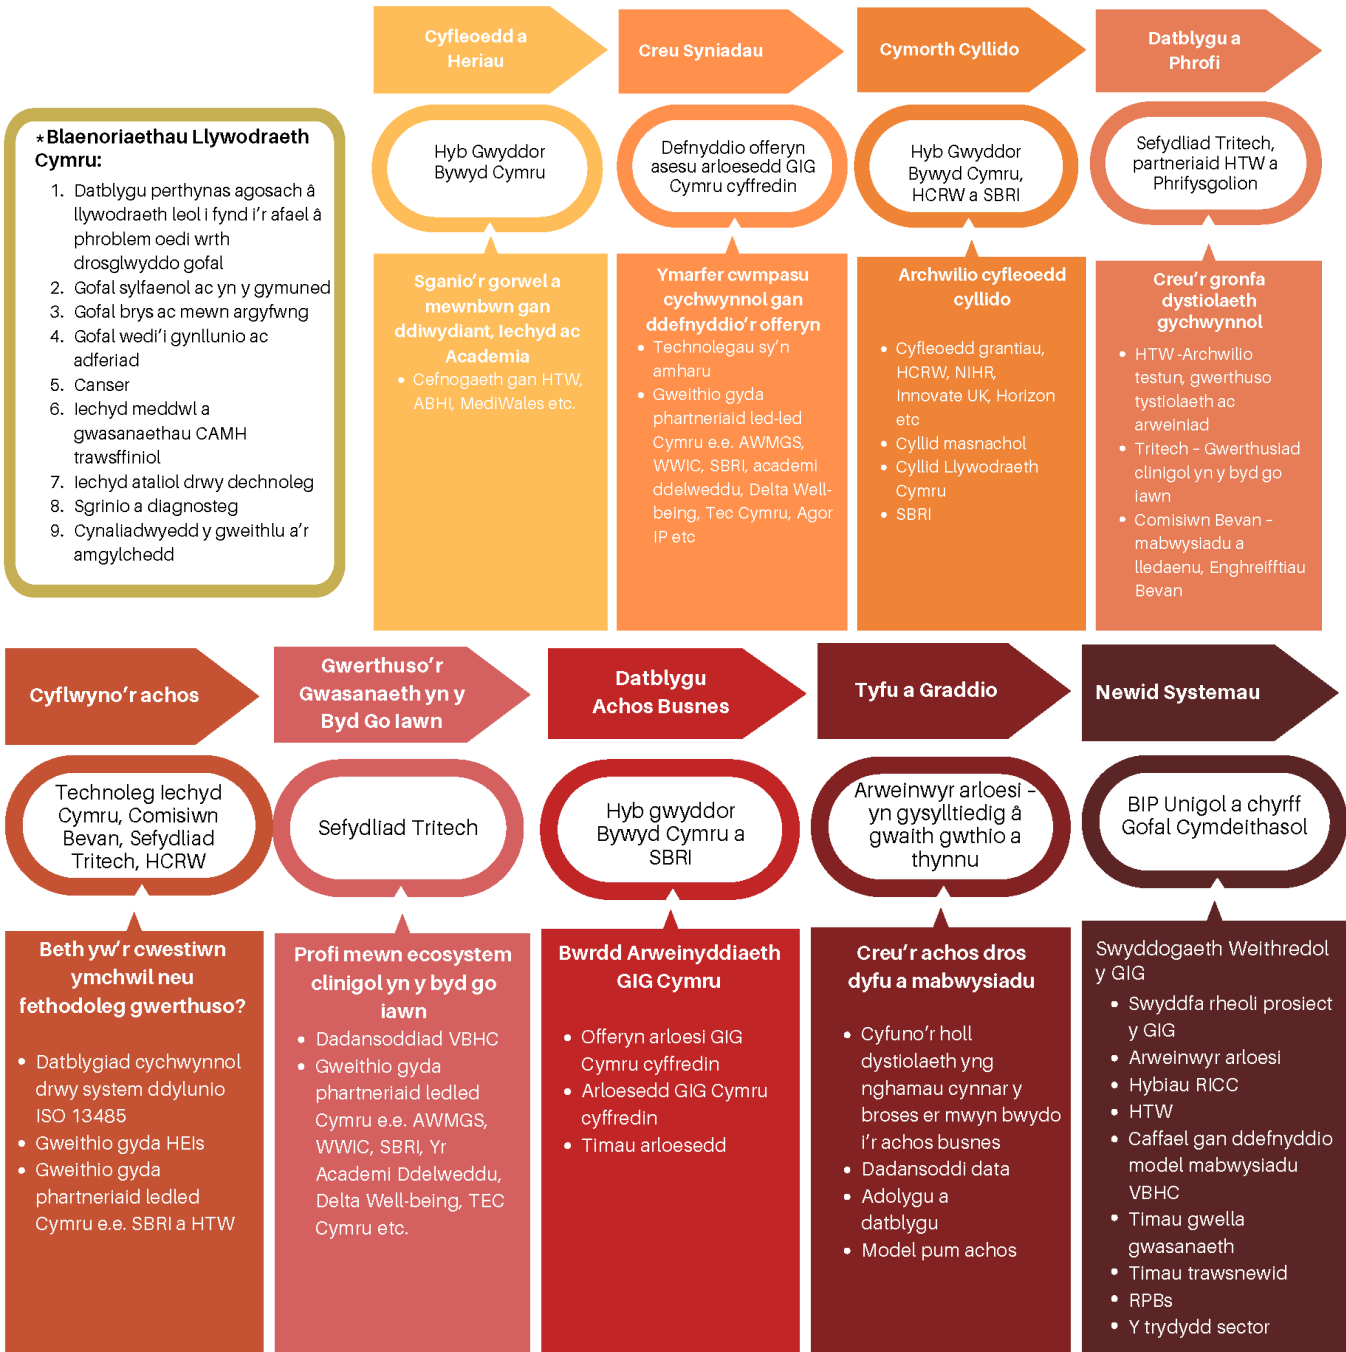 Cyfleoedd a
Heriau
Creu Syniadau
Cymorth Cyllido
Datblygu a
Phrofi
*Blaenoriaethau Llywodraeth
Cymru:
1. Datblygu perthynas agosach â
llywodraeth leol i fynd i'r afael â
phroblem oedi wrth
drosglwyddo gofal
2. Gofal sylfaenol ac yn y gymuned
3. Gofal brys ac mewn argyfwng
4. Gofal wedi'i gynllunio ac
adferiad
5. Canser
6. Iechyd meddwl a
gwasanaethau CAMH
trawsffiniol
7. Iechyd ataliol drwy dechnoleg
8. Sgrinio a diagnosteg
9. Cynaliadwyedd y gweithlu a'r
amgylchedd
Hyb Gwyddor
Bywyd Cymru
Defnyddio offeryn
asesu arloesedd GIG
Cymru cyffredin
Hyb Gwyddor
Bywyd Cymru,
HCRW a SBRI
Sefydliad Tritech,
partneriaid HTW a
Phrifysgolion
Sganio'r gorwel a
mewnbwn gan
ddiwydiant, Iechyd ac
Academia
• Cefnogaeth gan HTW,
ABHI, MediWales etc.
Ymarfer cwmpasu
cychwynnol gan
ddefnyddio'r offeryn
• Technolegau sy'n
amharu
• Gweithio gyda
phartneriaid led-led
Cymru e.e. AWMGS,
WWIC, SBRI, academi
ddelweddu, Delta Well-
being, Tec Cymru, Agor
IP etc
Archwilio cyfleoedd
cyllido
• Cyfleoedd grantiau,
HCRW, NIHR,
Innovate UK, Horizon
etc
• Cyllid masnachol
• Cyllid Llywodraeth
Cymru
• SBRI
Creu'r gronfa
dystiolaeth
gychwynnol
• HTW -Archwilio
testun, gwerthuso
tystiolaeth ac
arweiniad
• Tritech – Gwerthusiad
clinigol yn y byd go
iawn
• Comisiwn Bevan –
mabwysiadu a
lledaenu, Enghreifftiau
Bevan
Cyflwyno'r achos
Gwerthuso'r
Gwasanaeth yn y
Byd Go Iawn
Datblygu
Achos Busnes
Tyfu a Graddio
Newid Systemau
Technoleg Iechyd
Cymru, Comisiwn
Bevan, Sefydliad
Tritech, HCRW
Sefydliad Tritech
Hyb gwyddor
Bywyd Cymru a
SBRI
Arweinwyr arloesi –
yn gysylltiedig â
gwaith gwthio a
thynnu
BIP Unigol a chyrff
Gofal Cymdeithasol
Beth yw'r cwestiwn
ymchwil neu
fethodoleg gwerthuso?
• Datblygiad cychwynnol
drwy system ddylunio
ISO 13485
• Gweithio gyda HEIs
• Gweithio gyda
phartneriaid ledled
Cymru e.e. SBRI a HTW
Profi mewn ecosystem
clinigol yn y byd go
iawn
• Dadansoddiad VBHC
• Gweithio gyda
phartneriaid ledled
Cymru e.e. AWMGS,
WWIC, SBRI, Yr
Academi Ddelweddu,
Delta Well-being, TEC
Cymru etc.
Bwrdd Arweinyddiaeth
GIG Cymru
• Offeryn arloesi GIG
Cymru cyffredin
• Arloesedd GIG Cymru
cyffredin
• Timau arloesedd
Creu'r achos dros
dyfu a mabwysiadu
• Cyfuno'r holl
dystiolaeth yng
nghamau cynnar y
broses er mwyn bwydo
i'r achos busnes
• Dadansoddi data
• Adolygu a
datblygu
• Model pum achos
Swyddogaeth Weithredol
y GIG
• Swyddfa rheoli prosiect
y GIG
• Arweinwyr arloesi
• Hybiau RICC
• HTW
• Caffael gan ddefnyddio
model mabwysiadu
VBHC
• Timau gwella
gwasanaeth
• Timau trawsnewid
• RPBs
• Y trydydd sector